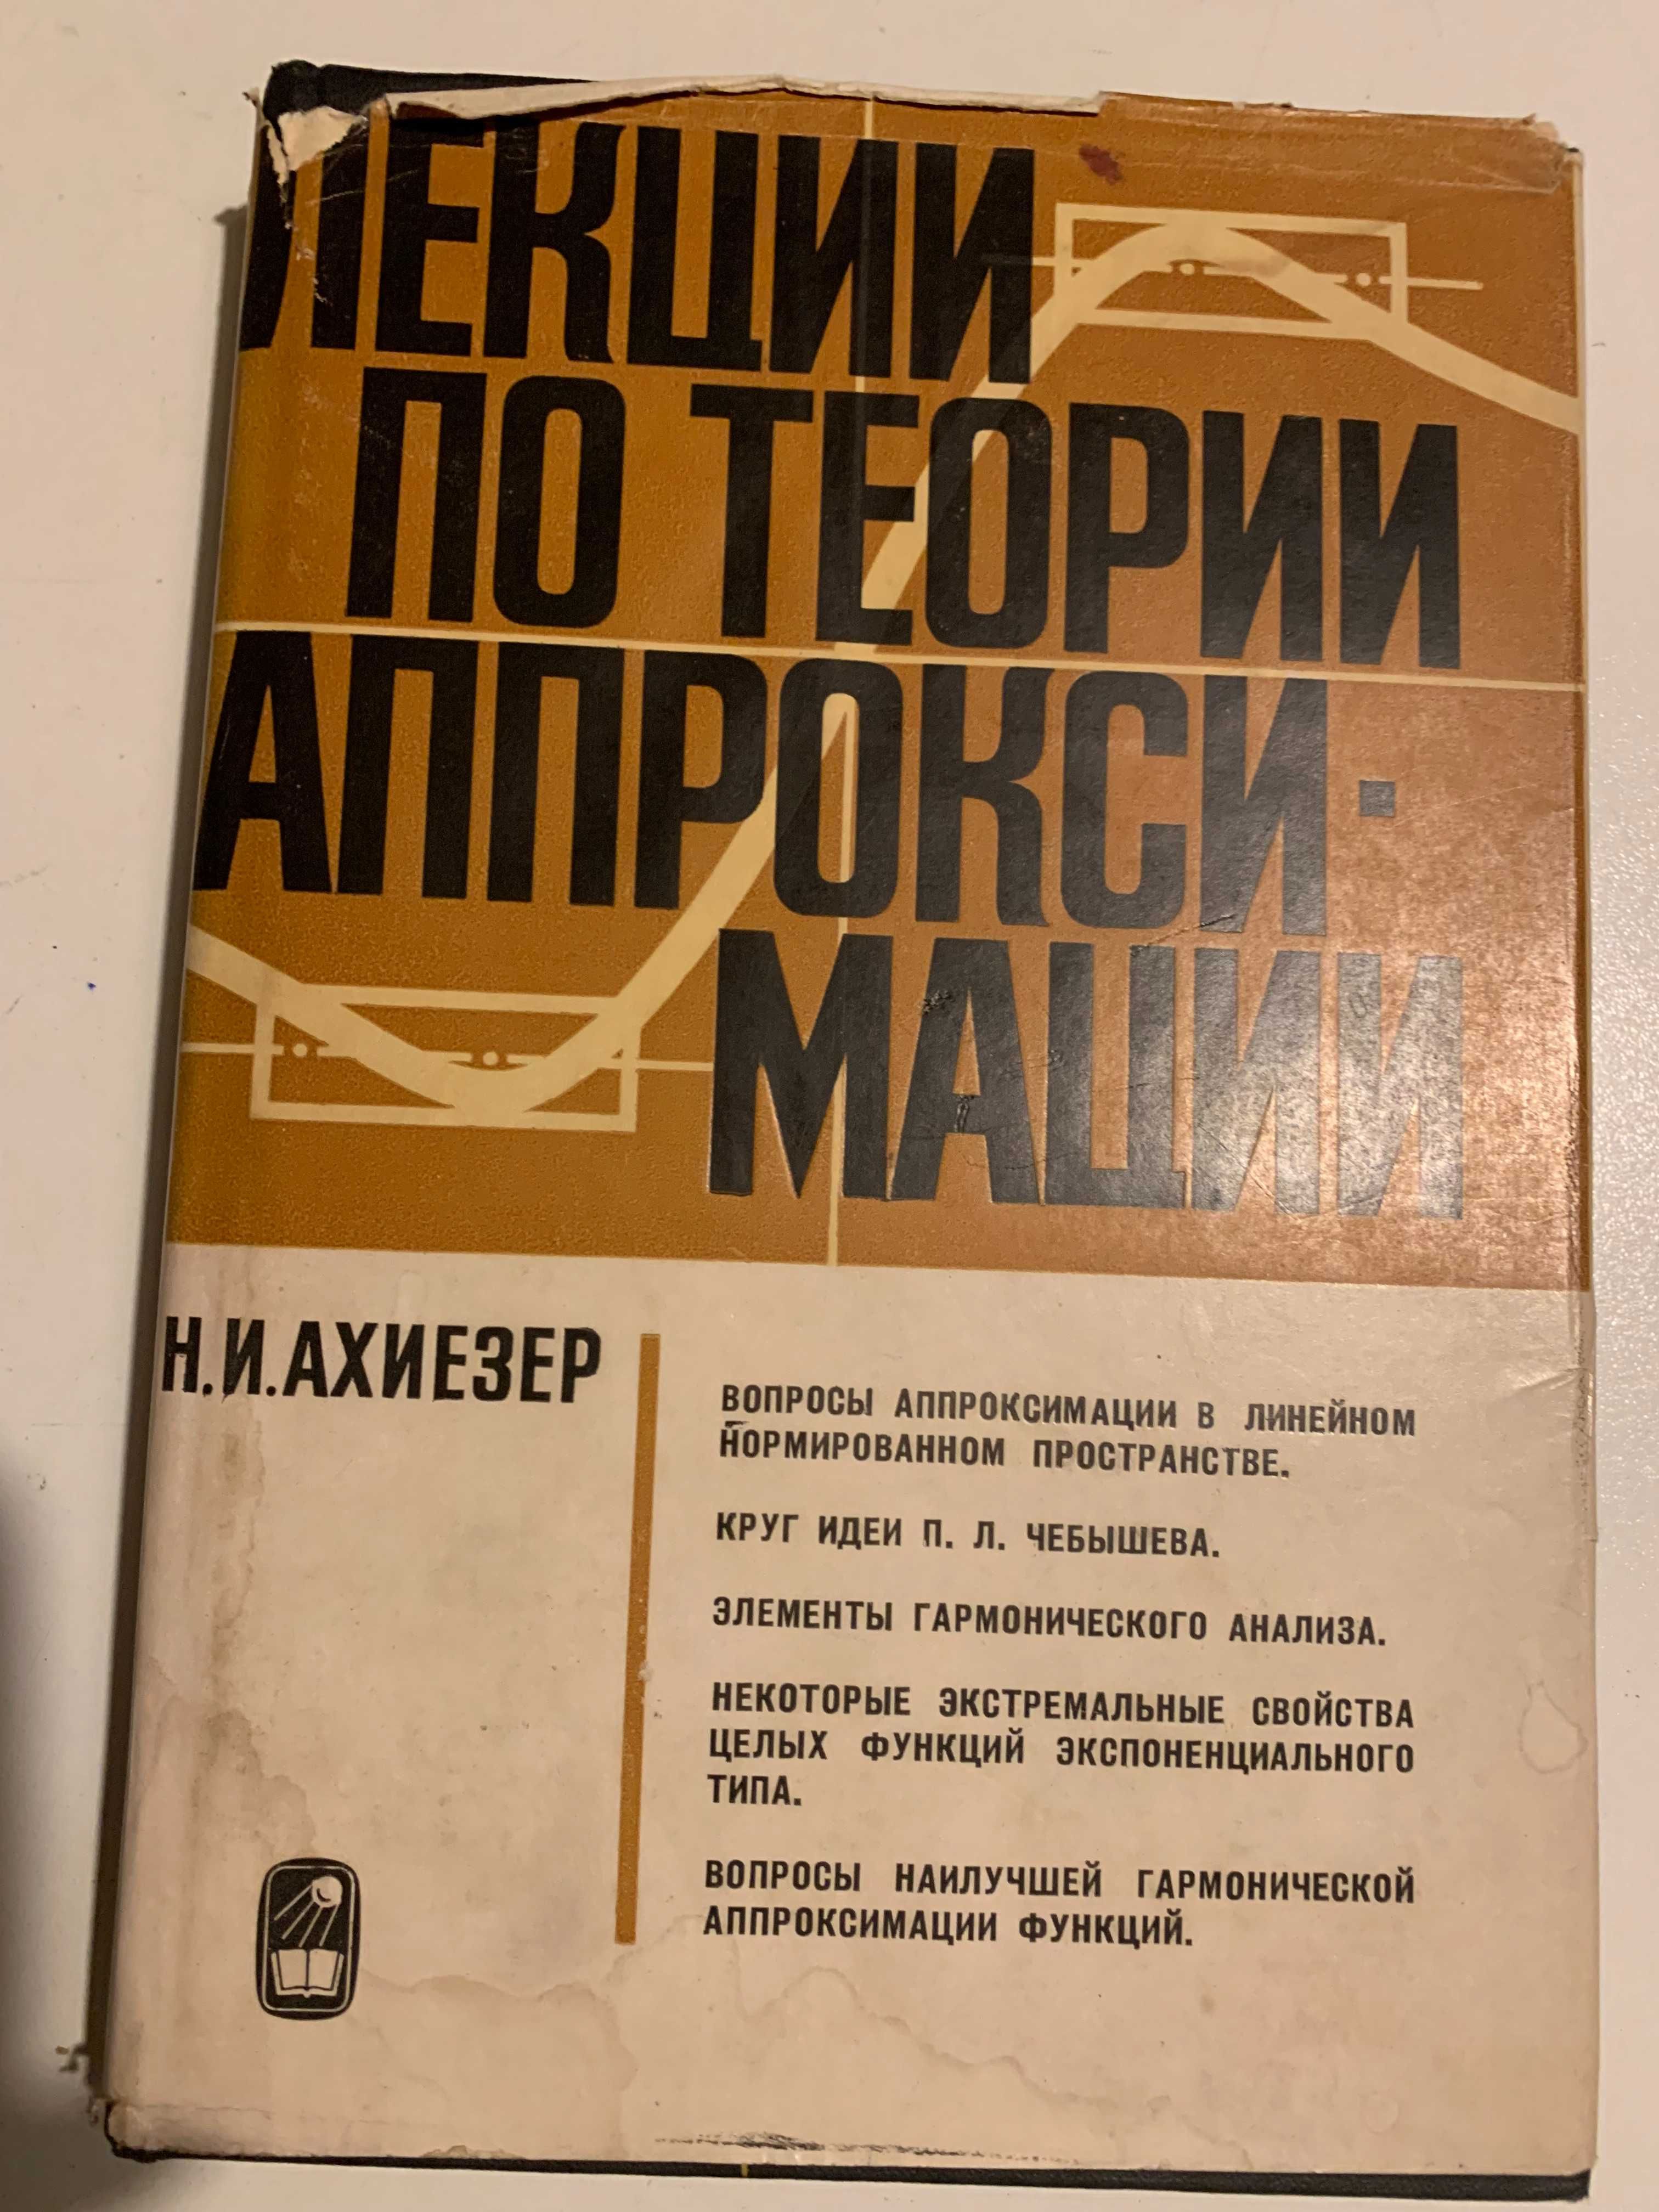 ЛЕКЦИИ
ПО ТЕОРИИ
АППРОКСИ-
МАЦИИ
Н.И.АХИЕЗЕР
ВОПРОСЫ АППРОКСИМАЦИИ В ЛИНЕЙНОМ
НОРМИРОВАННОМ ПРОСТРАНСТВЕ.
КРУГ ИДЕИ П. Л. ЧЕБЫШЕВА.
ЭЛЕМЕНТЫ ГАРМОНИЧЕСКОГО АНАЛИЗА.
НЕКОТОРЫЕ ЭКСТРЕМАЛЬНЫЕ СВОЙСТВА
ЦЕЛЫХ ФУНКЦИЙ ЭКСПОНЕНЦИАЛЬНОГО
ТИПА.
ВОПРОСЫ НАИЛУЧШЕЙ ГАРМОНИЧЕСКОЙ
АППРОКСИМАЦИИ ФУНКЦИЙ.